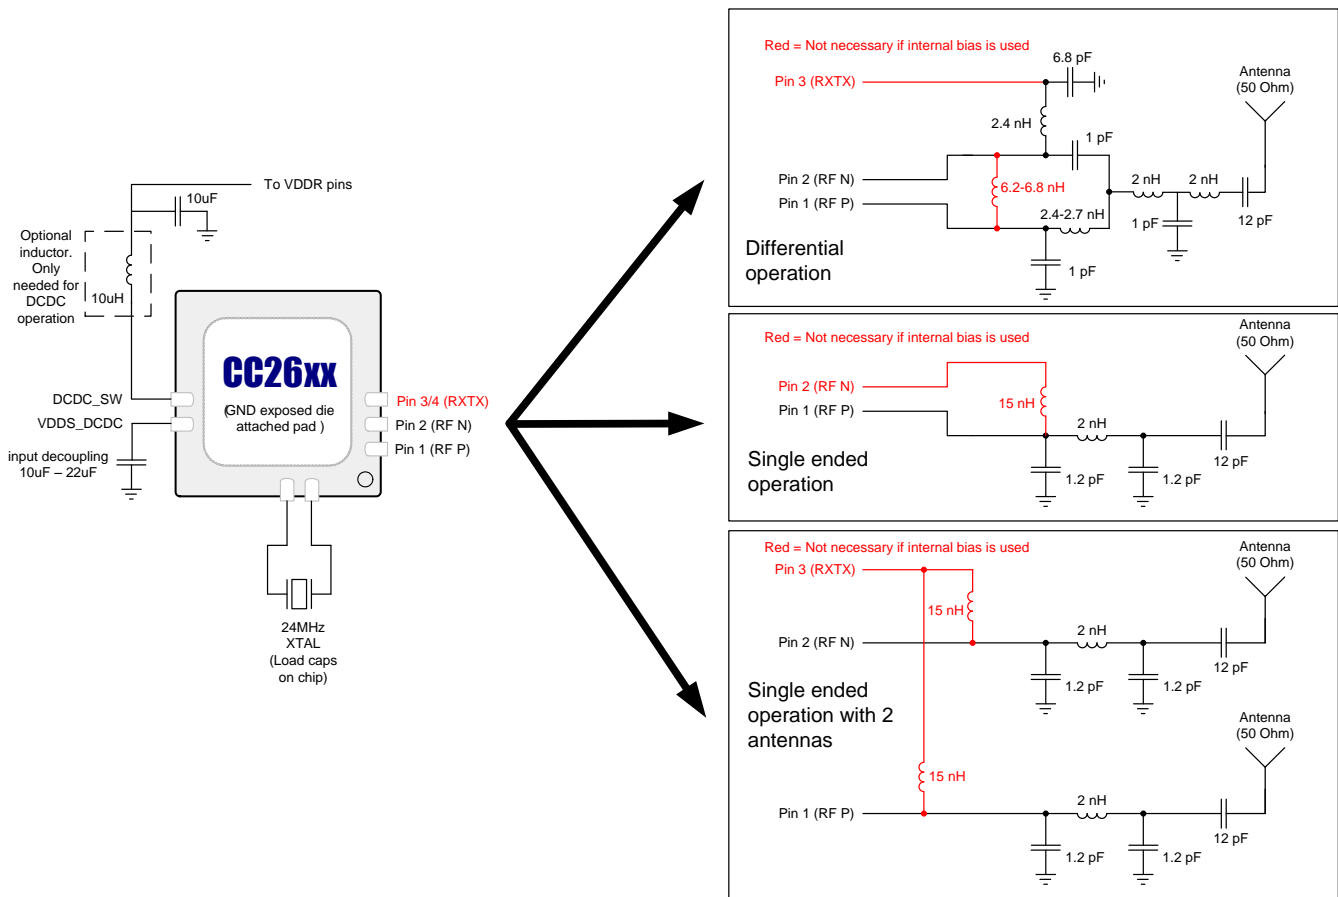 To VDDR pins
10uF
Optional
inductor.
Only
needed for
DCDC
operation
10uH
CC26xx
(GND exposed die
attached pad )
DCDC_SW
VDDS_DCDC
input decoupling
10uF – 22uF
Pin 3/4 (RXTX)
Pin 2 (RF N)
Pin 1 (RF P)
24MHz
XTAL
(Load caps
on chip)
Red = Not necessary if internal bias is used
Pin 3 (RXTX)
6.8 pF
Antenna
(50 Ohm)
2.4 nH
1 pF
Pin 2 (RF N)
6.2-6.8 nH
2 nH
2 nH
Pin 1 (RF P)
2.4-2.7 nH
1 pF
12 pF
Differential
operation
1 pF
Red = Not necessary if internal bias is used
Antenna
(50 Ohm)
Pin 2 (RF N)
15 nH
Pin 1 (RF P)
2 nH
12 pF
Single ended
operation
1.2 pF
1.2 pF
Red = Not necessary if internal bias is used
Pin 3 (RXTX)
Antenna
(50 Ohm)
15 nH
Pin 2 (RF N)
2 nH
12 pF
1.2 pF
1.2 pF
Single ended
operation with 2
antennas
Antenna
(50 Ohm)
15 nH
Pin 1 (RF P)
2 nH
12 pF
1.2 pF
1.2 pF